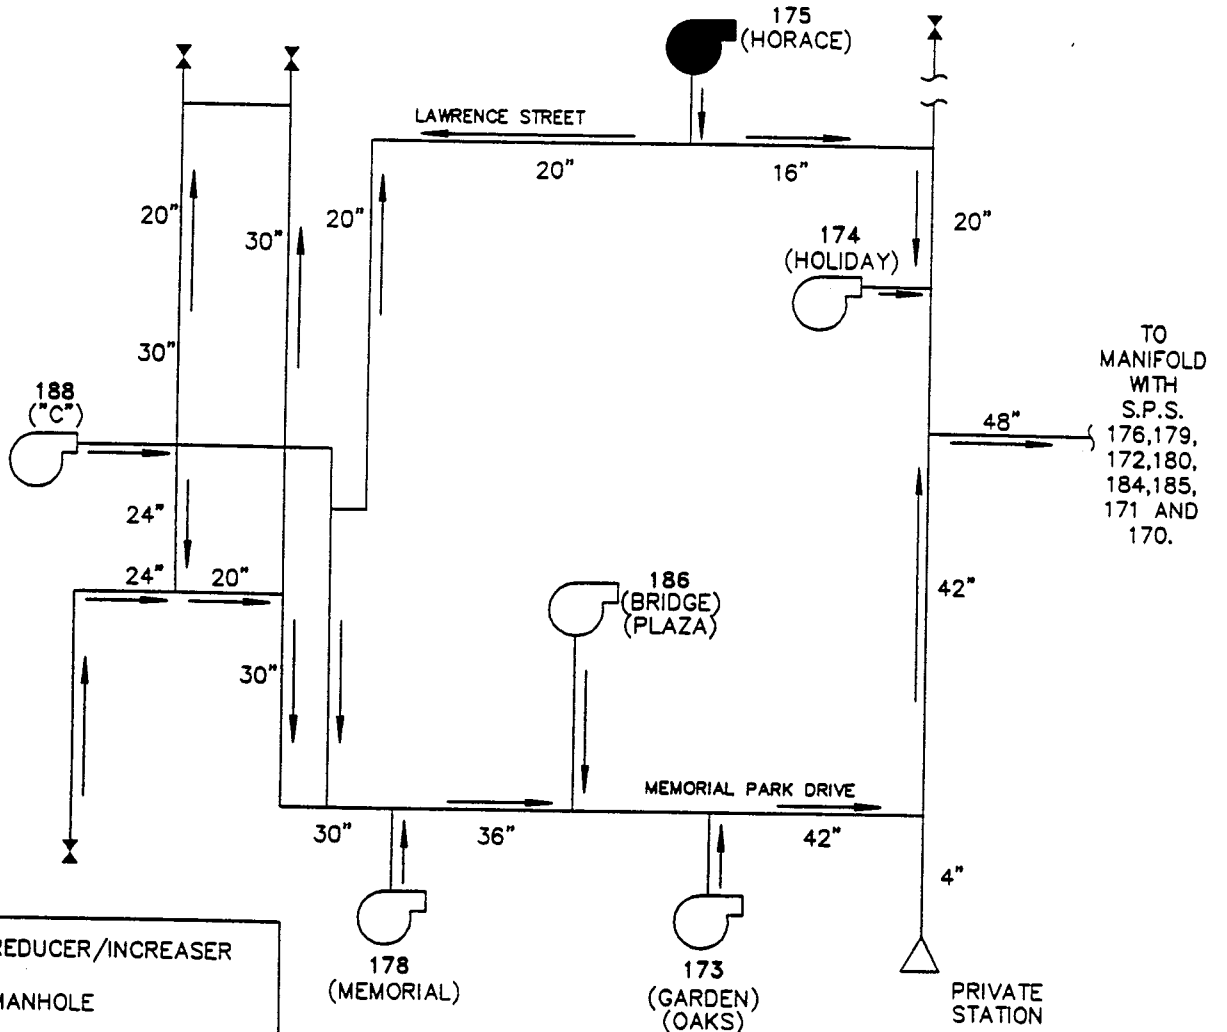 175
(HORACE)
LAWRENCE STREET
20"
16"
20"
30"
20"
20"
174
(HOLIDAY)
30"
TO
MANIFOLD
WITH
S.P.S.
176,179,
172,180,
184,185,
171 AND
170.
188
("C")
48"
24"
24"
20"
186
(BRIDGE)
(PLAZA)
42"
30"
MEMORIAL PARK DRIVE
30"
36"
42"
4"
REDUCER/INCREASER
MANHOLE
178
(MEMORIAL)
173
(GARDEN)
(OAKS)
PRIVATE
STATION